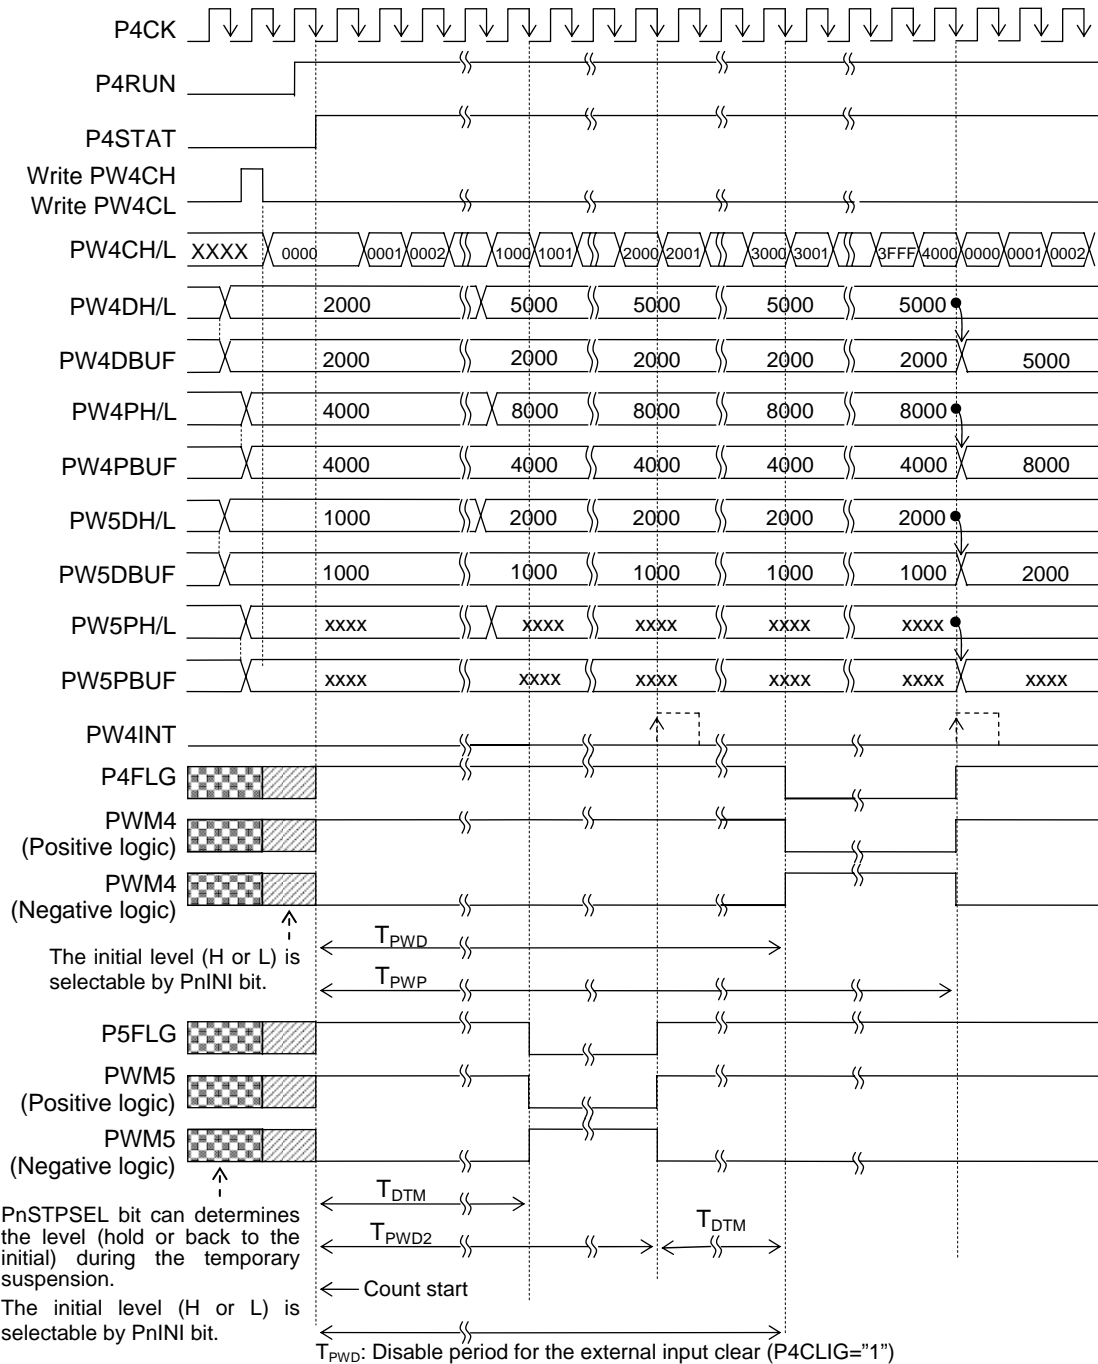 P4CK
P4RUN
P4STAT
Write PW4CH
Write PW4CL
PW4CH/L XXXX 0000 0001 0002 1000 1001 2000 2001 3000 3001 3FFF 4000 0000 0001 0002
PW4DH/L 2000 5000 5000 5000 5000
PW4DBUF 2000 2000 2000 2000 2000 5000
PW4PH/L 4000 8000 8000 8000 8000
PW4PBUF 4000 4000 4000 4000 4000 8000
PW5DH/L 1000 2000 2000 2000 2000
PW5DBUF 1000 1000 1000 1000 1000 2000
PW5PH/L xxxx xxxx xxxx xxxx xxxx
PW5PBUF xxxx xxxx xxxx xxxx xxxx xxxx
PW4INT
P4FLG
PWM4
(Positive logic)
PWM4
(Negative logic)
The initial level (H or L) is
selectable by PnINI bit.
TPWD
TPWP
P5FLG
PWM5
(Positive logic)
PWM5
(Negative logic)
PnSTPSEL bit can determines
the level (hold or back to the
initial) during the temporary
suspension.
The initial level (H or L) is
selectable by PnINI bit.
TDTM
TPWD2 TDTM
Count start
TPWD: Disable period for the external input clear (P4CLIG="1")